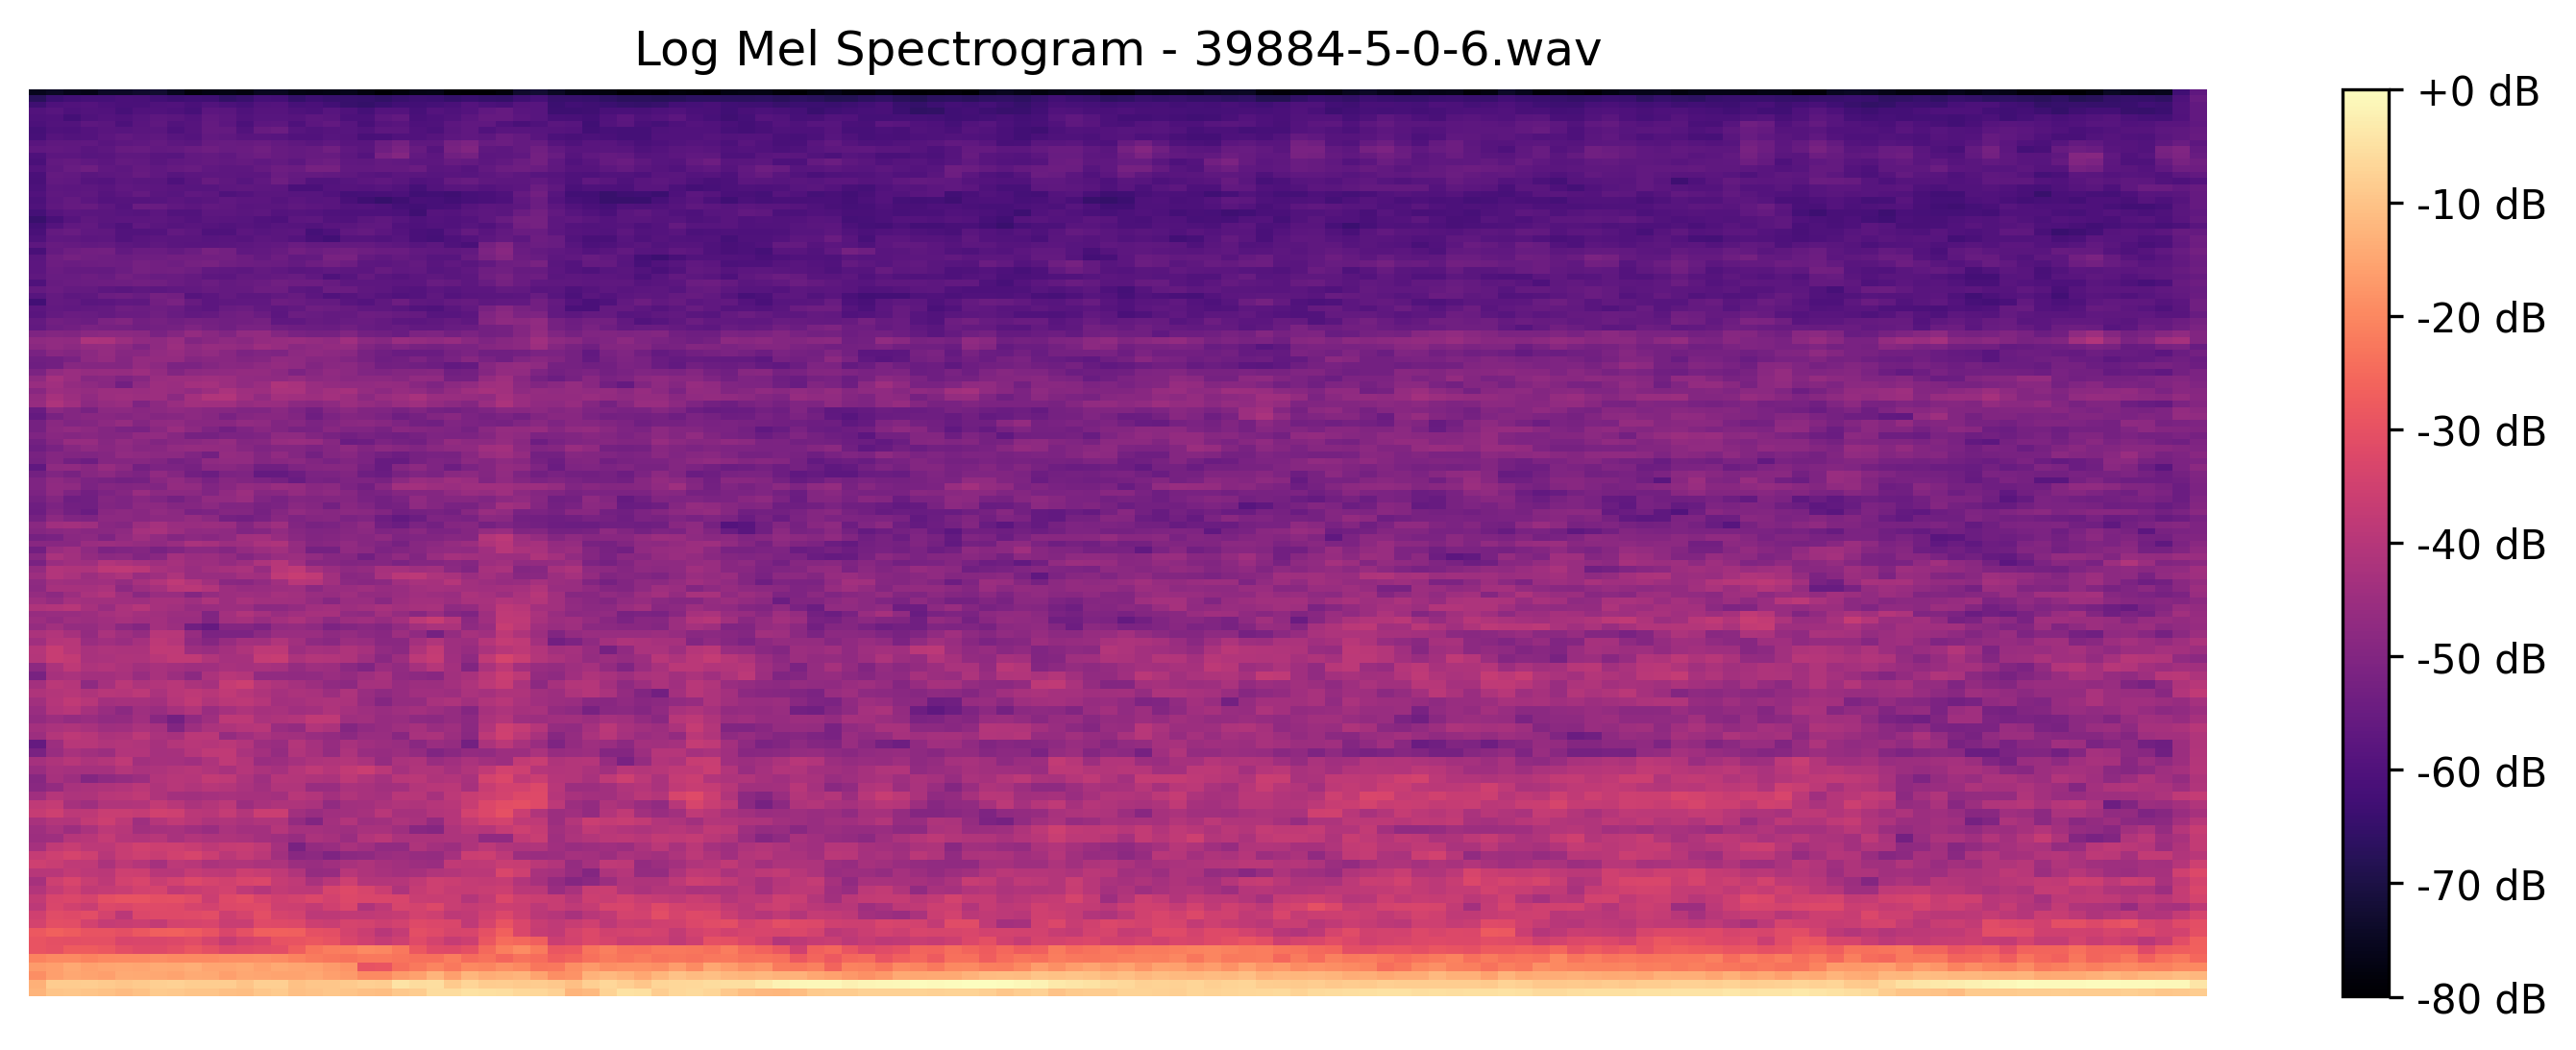 Log Mel Spectrogram - 39884-5-0-6.wav
+0 dB
-10 dB
-20 dB
-30 dB
-40 dB
-50 dB
-60 dB
-70 dB
-80 dB